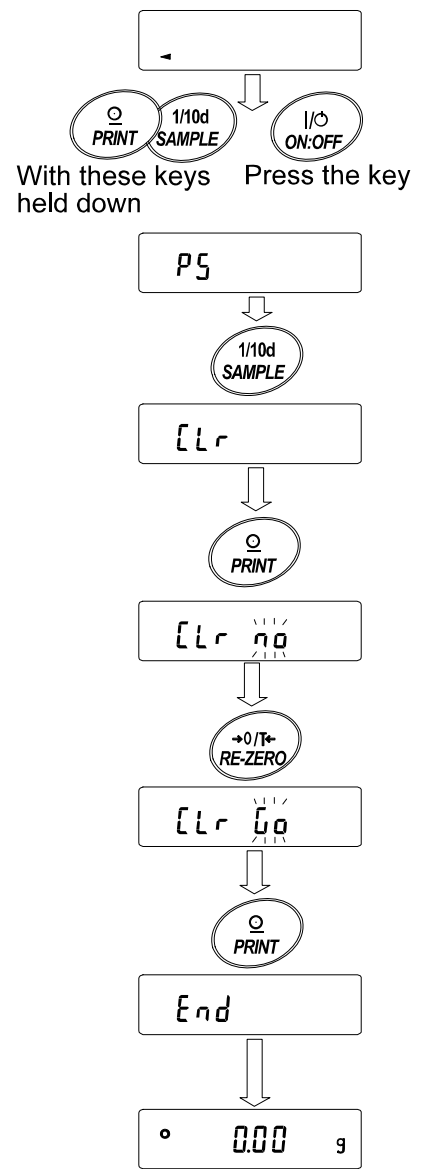 PRINT
1/10d
SAMPLE
I/⏻
ON:OFF
With these keys
held down
Press the key
PS
1/10d
SAMPLE
CLr
PRINT
CLr no
→0/T←
RE-ZERO
CLr Go
PRINT
End
0.00 g